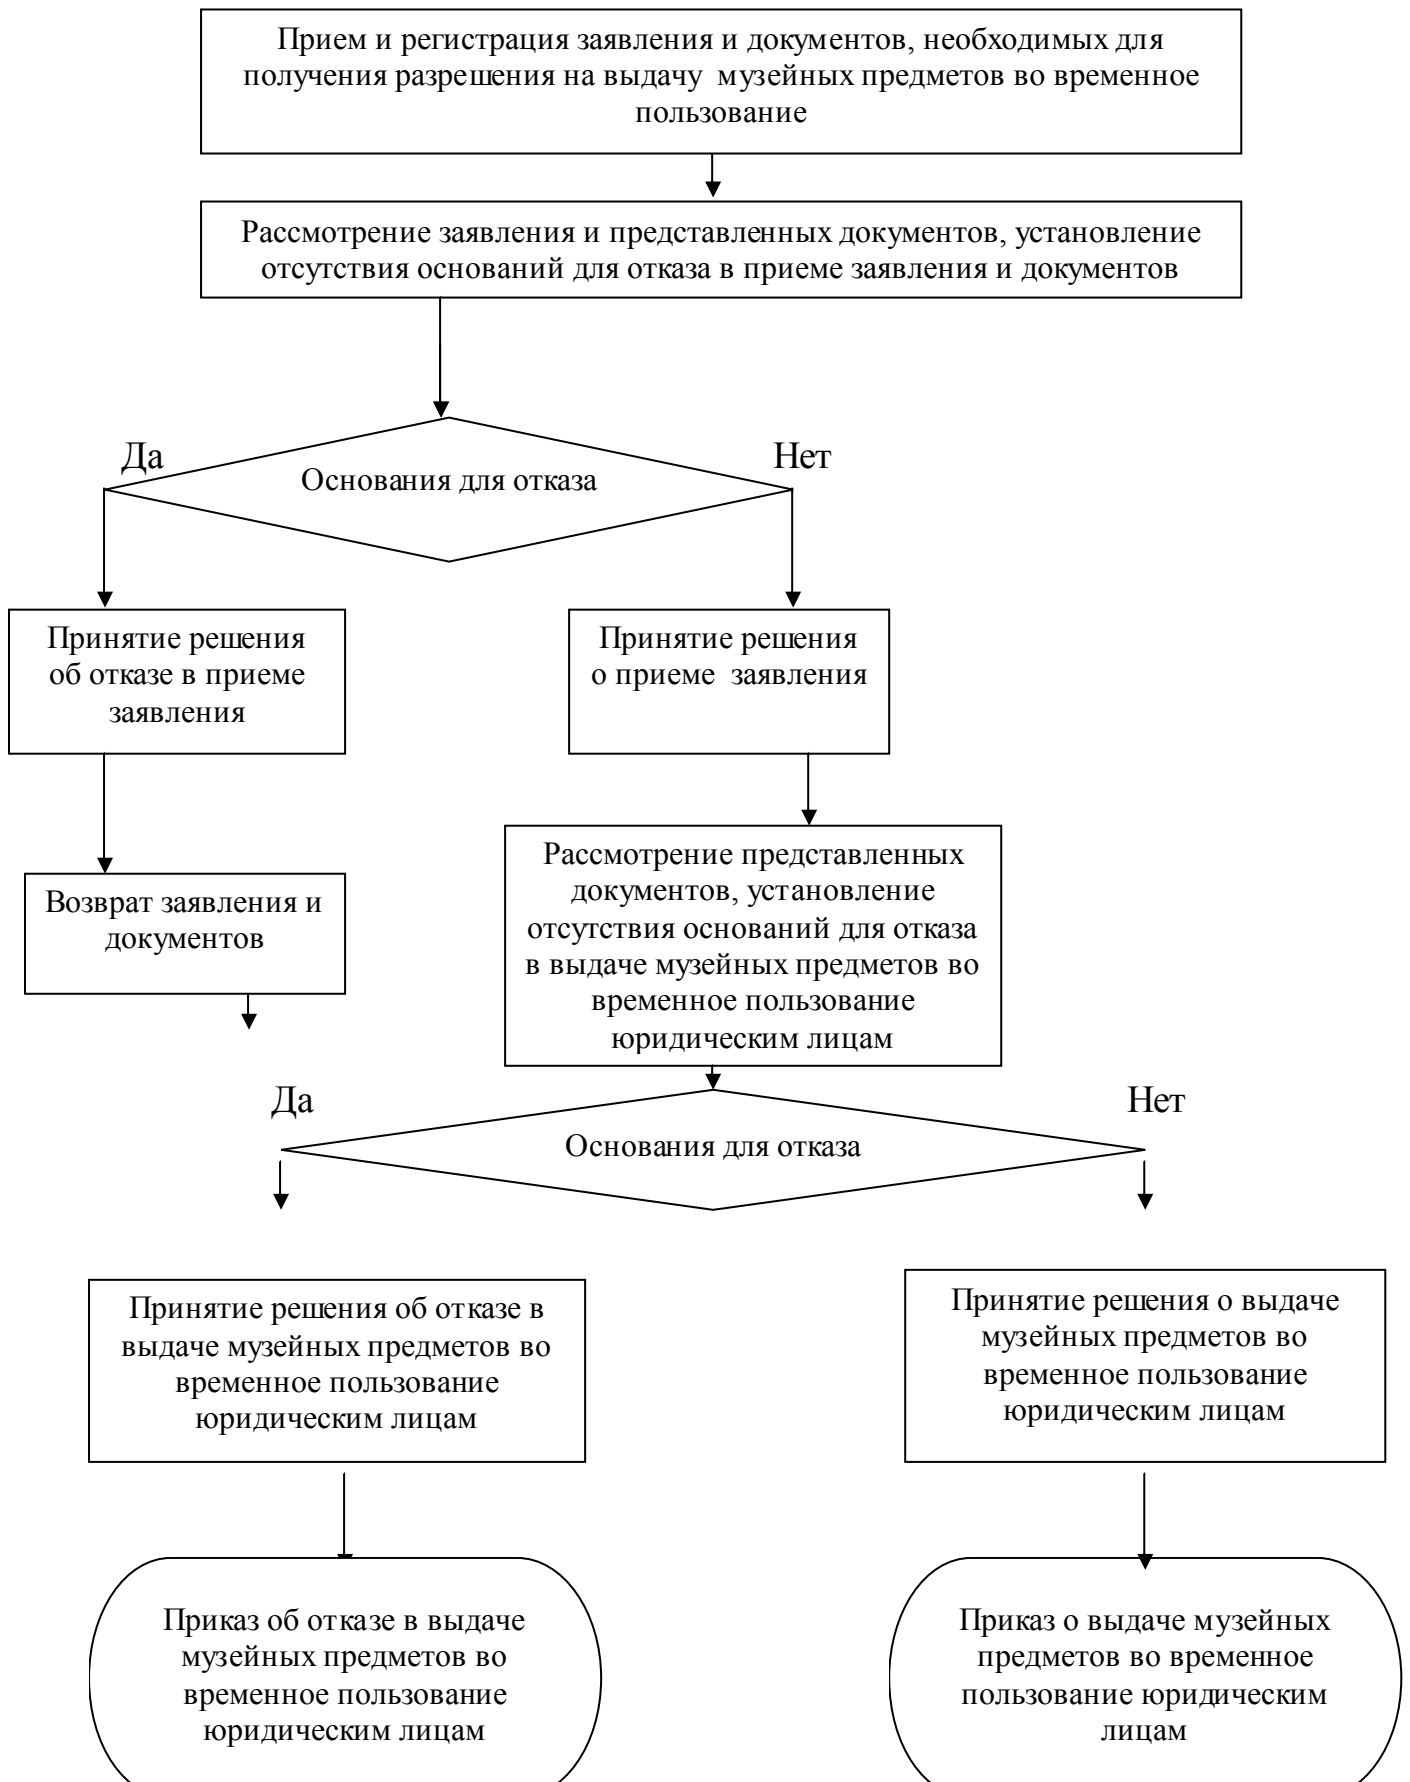 Прием и регистрация заявления и документов, необходимых для
получения разрешения на выдачу музейных предметов во временное
пользование
Рассмотрение заявления и представленных документов, установление
отсутствия оснований для отказа в приеме заявления и документов
Да
Нет
Основания для отказа
Принятие решения
об отказе в приеме
заявления
Принятие решения
о приеме заявления
Возврат заявления и
документов
Рассмотрение представленных
документов, установление
отсутствия оснований для отказа
в выдаче музейных предметов во
временное пользование
юридическим лицам
Да
Нет
Основания для отказа
Принятие решения об отказе в
выдаче музейных предметов во
временное пользование
юридическим лицам
Принятие решения о выдаче
музейных предметов во
временное пользование
юридическим лицам
Приказ об отказе в выдаче
музейных предметов во
временное пользование
юридическим лицам
Приказ о выдаче музейных
предметов во временное
пользование юридическим
лицам